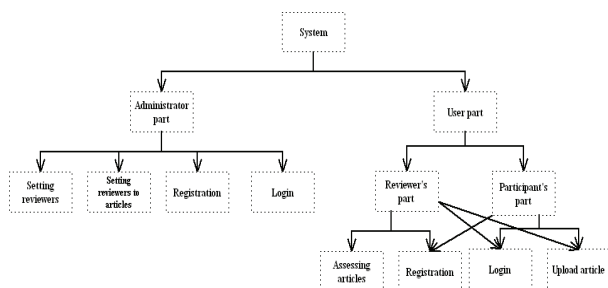 System
Administrator
part
User part
Setting
reviewers
Setting
reviewers to
articles
Registration
Login
Reviewer's
part
Participant's
part
Assessing
articles
Registration
Login
Upload article